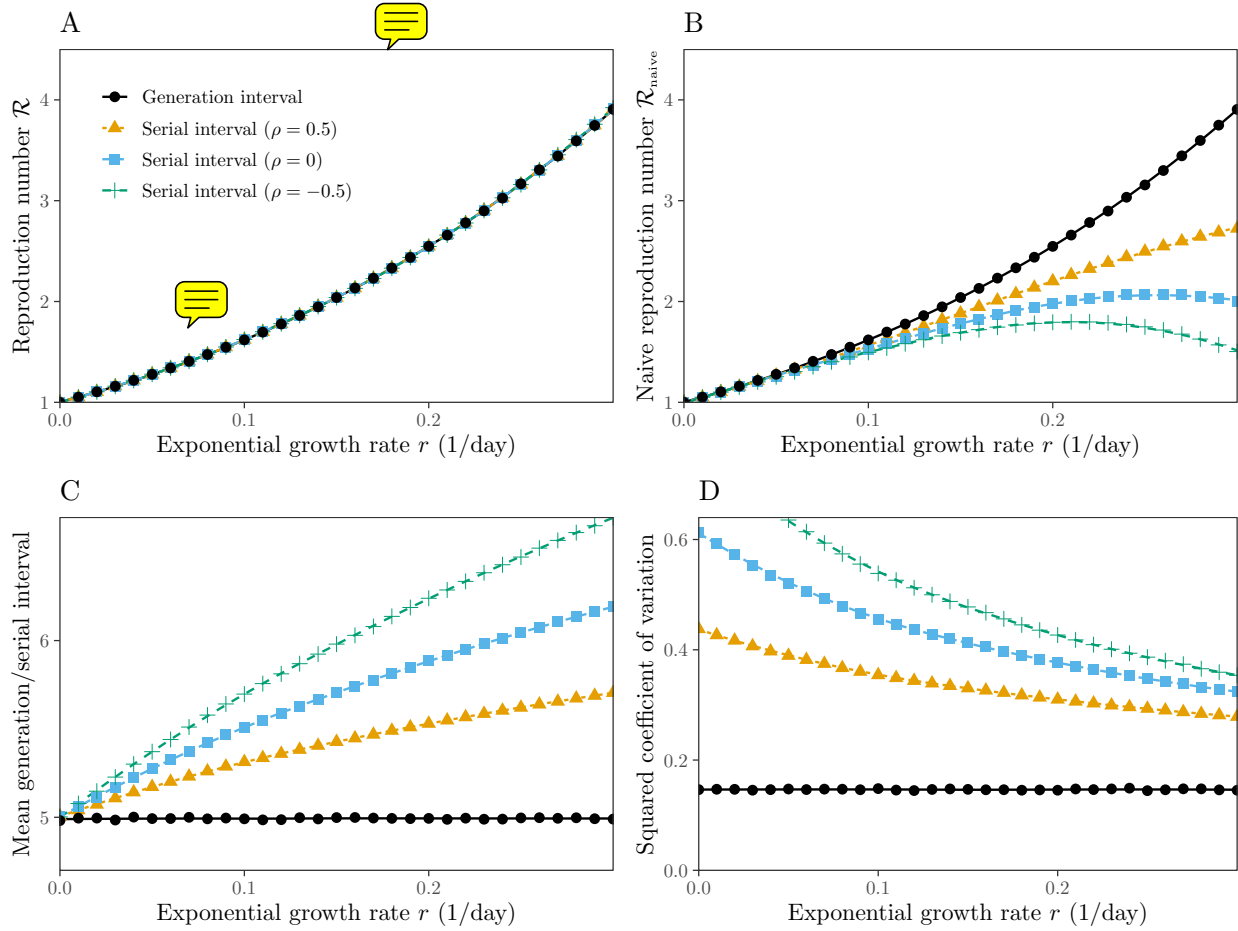 A
Reproduction number ℛ
4
3
2
1
Generation interval
Serial interval (ρ = 0.5)
Serial interval (ρ = 0)
Serial interval (ρ = −0.5)
0.0 0.1 0.2
Exponential growth rate r (1/day)
B
Naive reproduction number ℛnaive
4
3
2
1
0.0 0.1 0.2
Exponential growth rate r (1/day)
C
Mean generation/serial interval
6
5
0.0 0.1 0.2
Exponential growth rate r (1/day)
D
Squared coefficient of variation
0.6
0.4
0.2
0.0
0.0 0.1 0.2
Exponential growth rate r (1/day)